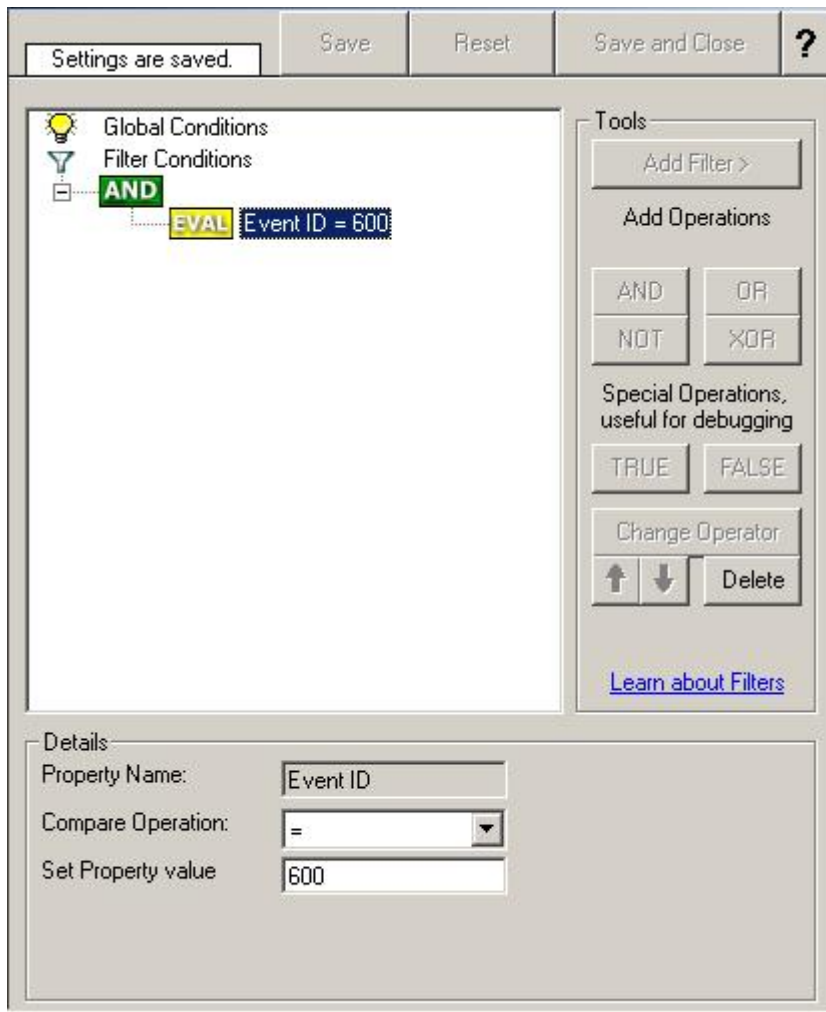 Settings are saved.
Save
Reset
Save and Close
?
Global Conditions
Filter Conditions
AND
EVAL Event ID = 600
Tools
Add Filter >
Add Operations
AND
OR
NOT
XOR
Special Operations,
useful for debugging
TRUE
FALSE
Change Operator
Delete
Learn about Filters
Details
Property Name:
Event ID
Compare Operation:
=
Set Property value
600